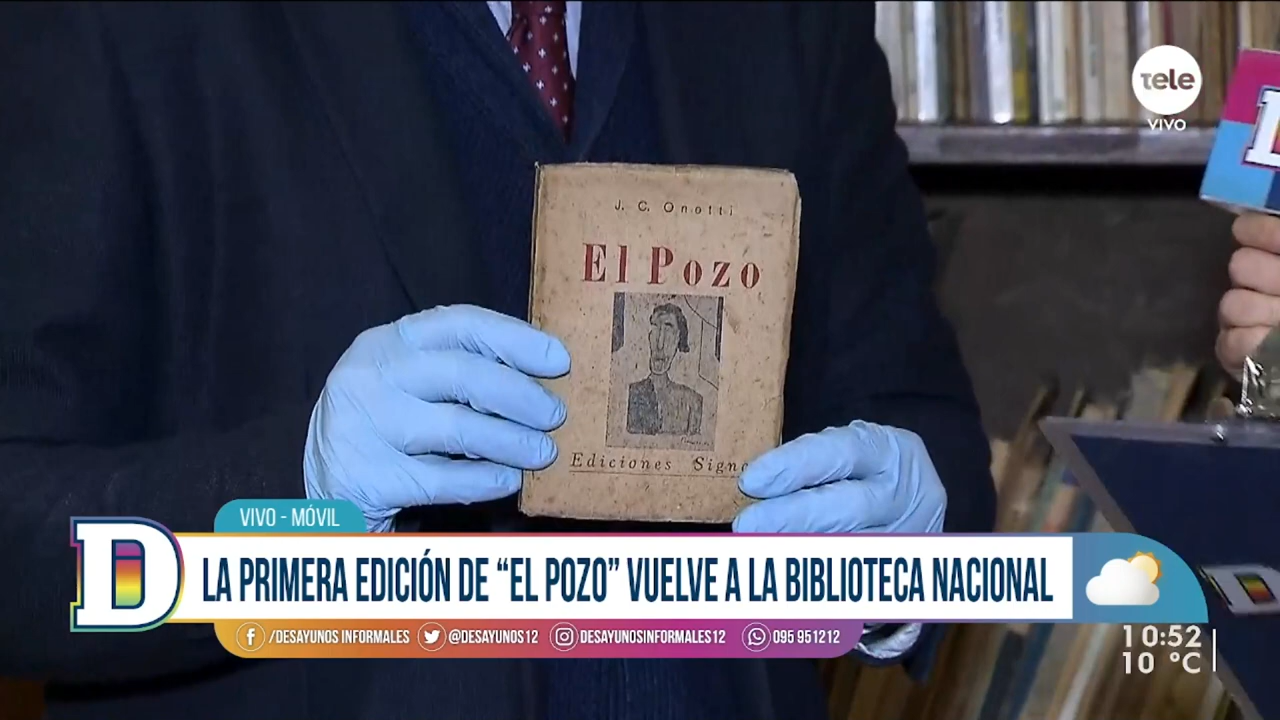 tele
VIVO
J. C. Onetti
El Pozo
Ediciones Signo
VIVO - MÓVIL
D
LA PRIMERA EDICIÓN DE “EL POZO” VUELVE A LA BIBLIOTECA NACIONAL
/DESAYUNOS INFORMALES @DESAYUNOS12 DESAYUNOSINFORMALES12 095 951212
10:52
10 °C